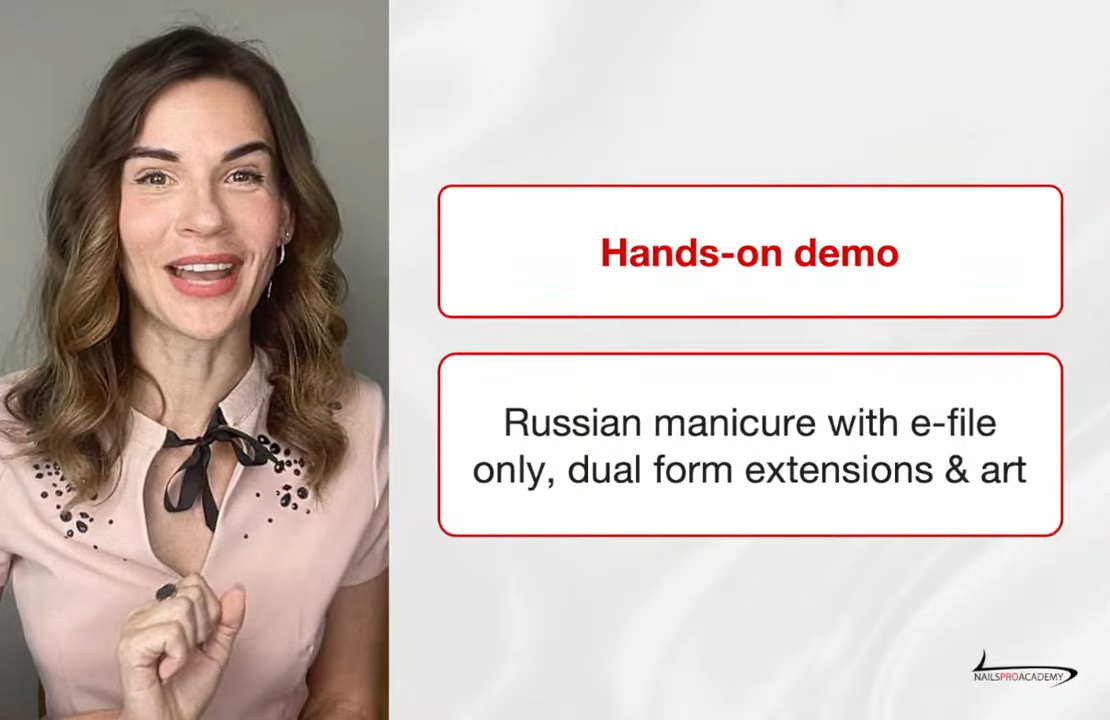 Hands-on demo
Russian manicure with e-file
only, dual form extensions & art
NAILSPROACADEMY